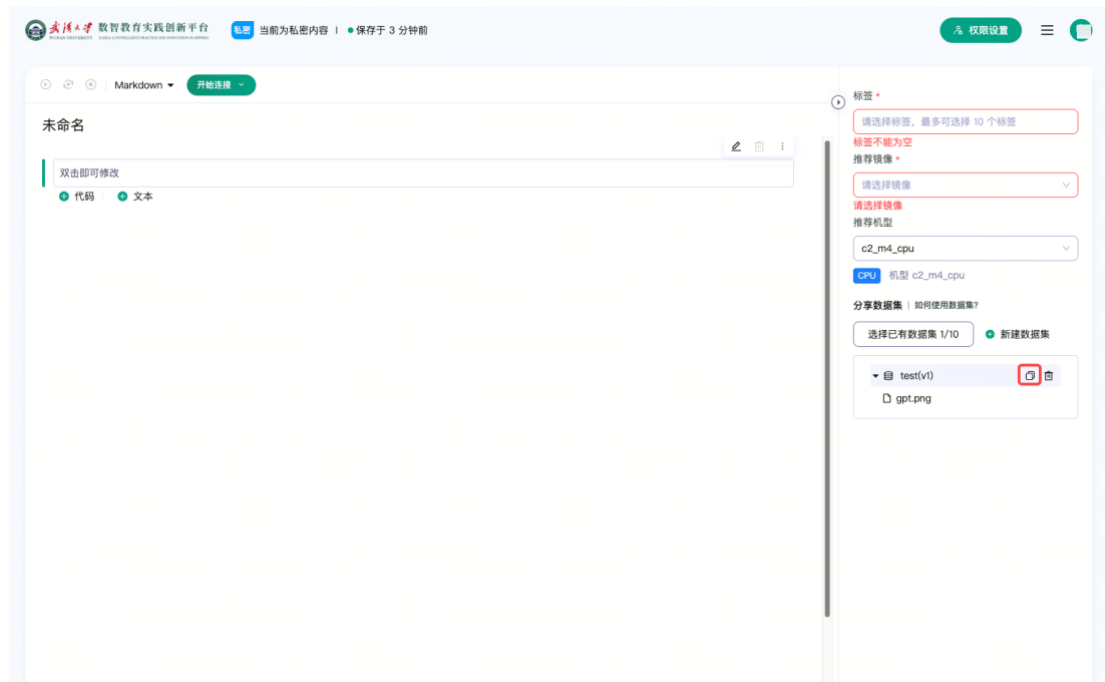 武汉大学 数智教育实践创新平台 私密 当前为私密内容 | 保存于 3 分钟前 权限设置
Markdown 开始连接
未命名
双击即可修改
代码 文本
标签 *
请选择标签，最多可选择 10 个标签
标签不能为空
推荐镜像 *
请选择镜像
请选择镜像
推荐机型
c2_m4_cpu
CPU 机型 c2_m4_cpu
分享数据集 | 如何使用数据集?
选择已有数据集 1/10 新建数据集
test(v1)
gpt.png